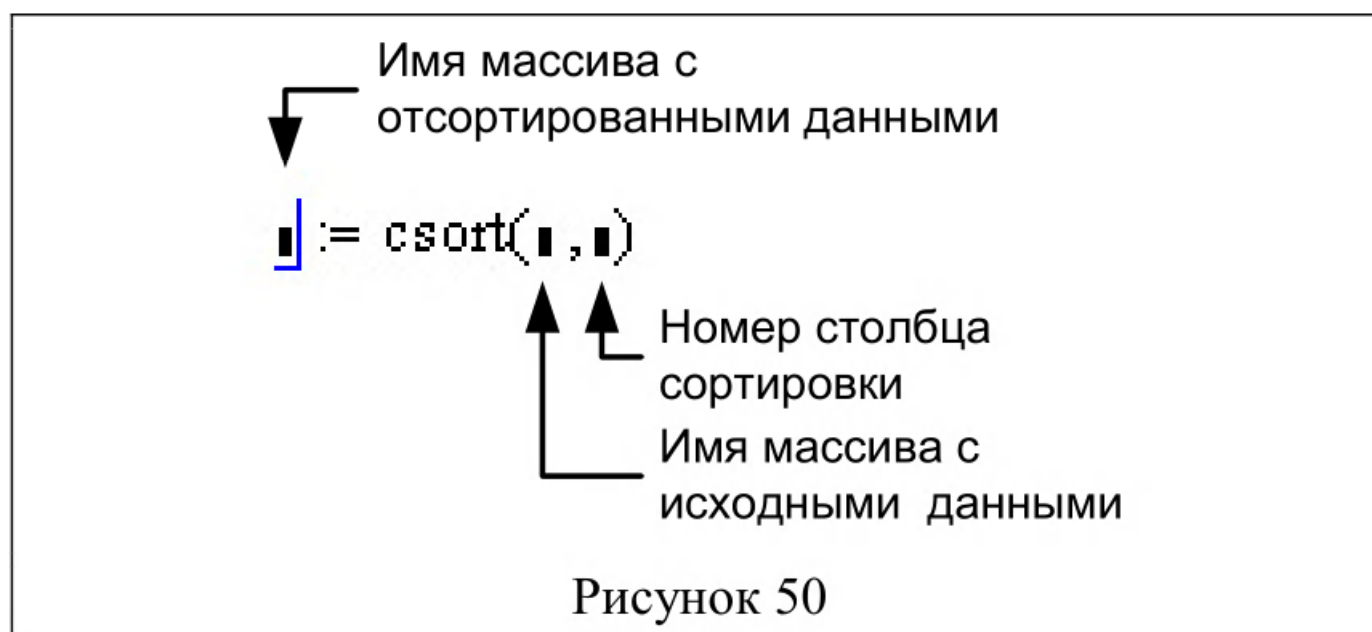 Имя массива с
отсортированными данными
:= csort( , )
Номер столбца
сортировки
Имя массива с
исходными данными
Рисунок 50